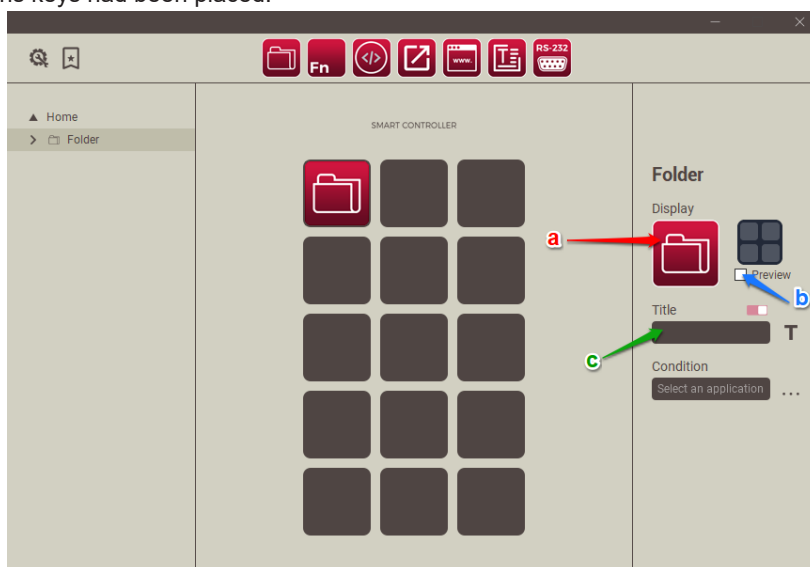 ns keys had been placed.
Fn
</>
www.
T
RS-232
Home
Folder
SMART CONTROLLER
Folder
Display
a
Preview
b
Title
T
c
Condition
Select an application ...